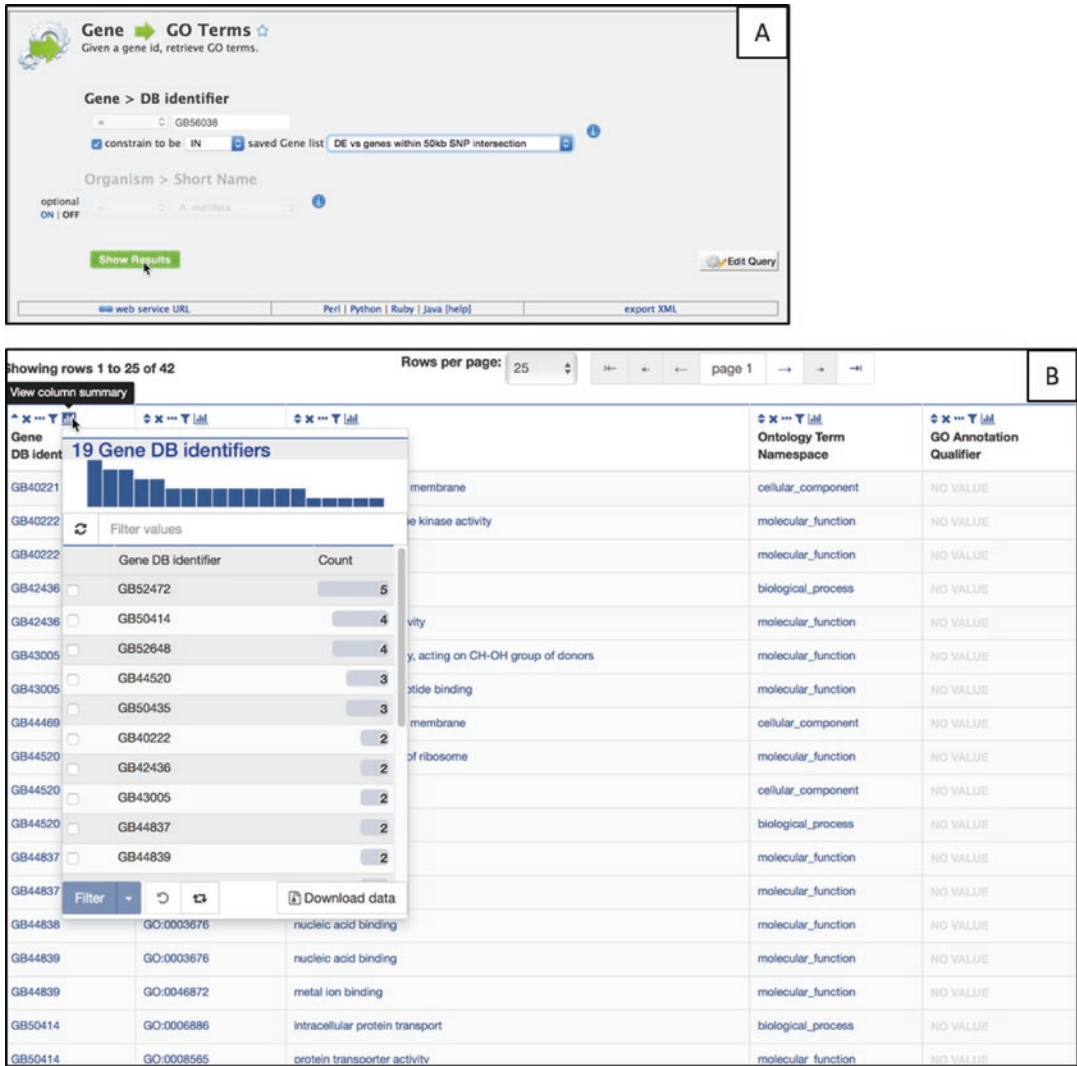 Gene GO Terms
A
Given a gene id, retrieve GO terms.
Gene > DB identifier
= GB56038
constrain to be IN saved Gene list DE vs genes within 50kb SNP intersection
Organism > Short Name
optional
ON | OFF
= A. mellifera
Show Results
Edit Query
web service URL Perl | Python | Ruby | Java [help] export XML
Showing rows 1 to 25 of 42 Rows per page: 25 page 1
B
View column summary
Gene
DB ident
Ontology Term
Namespace
GO Annotation
Qualifier
19 Gene DB identifiers
Filter values
Gene DB identifier Count
GB52472 5
GB50414 4
GB52648 4
GB44520 3
GB50435 3
GB40222 2
GB42436 2
GB43005 2
GB44837 2
GB44839 2
Filter Download data
GB40221 membrane cellular_component NO VALUE
GB40222 e kinase activity molecular_function NO VALUE
GB40222 molecular_function NO VALUE
GB42436 biological_process NO VALUE
GB42436 vity molecular_function NO VALUE
GB43005 y, acting on CH-OH group of donors molecular_function NO VALUE
GB43005 otide binding molecular_function NO VALUE
GB44469 membrane cellular_component NO VALUE
GB44520 of ribosome molecular_function NO VALUE
GB44520 cellular_component NO VALUE
GB44520 biological_process NO VALUE
GB44837 molecular_function NO VALUE
GB44837 molecular_function NO VALUE
GB44838 GO:0003676 nucleic acid binding molecular_function NO VALUE
GB44839 GO:0003676 nucleic acid binding molecular_function NO VALUE
GB44839 GO:0046872 metal ion binding molecular_function NO VALUE
GB50414 GO:0006886 intracellular protein transport biological_process NO VALUE
GB50414 GO:0008565 protein transporter activity molecular_function NO VALUE